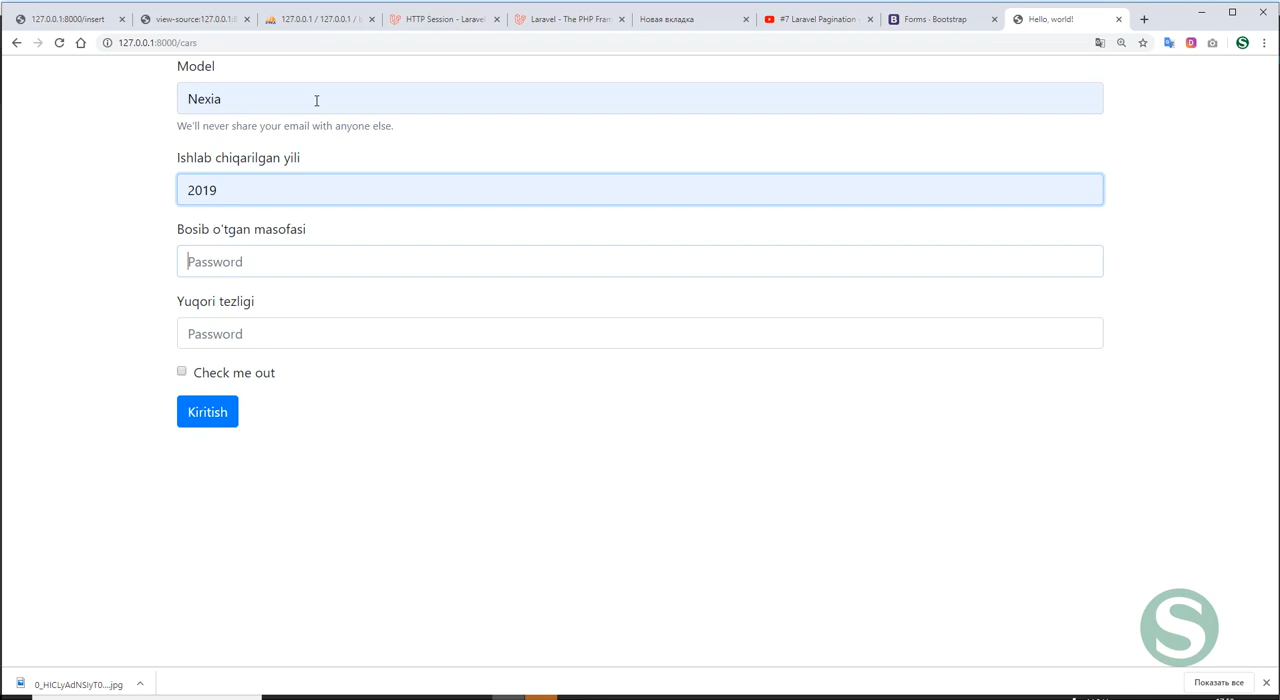 127.0.0.1:8000/insert
view-source:127.0.0.1:8
127.0.0.1 / 127.0.0.1 / b
HTTP Session - Laravel
Laravel - The PHP Fram
Новая вкладка
#7 Laravel Pagination
Forms · Bootstrap
Hello, world!
127.0.0.1:8000/cars
Model
Nexia
We'll never share your email with anyone else.
Ishlab chiqarilgan yili
2019
Bosib o'tgan masofasi
Password
Yuqori tezligi
Password
Check me out
Kiritish
S
0_HICLyAdNSIyT0....jpg
Показать все